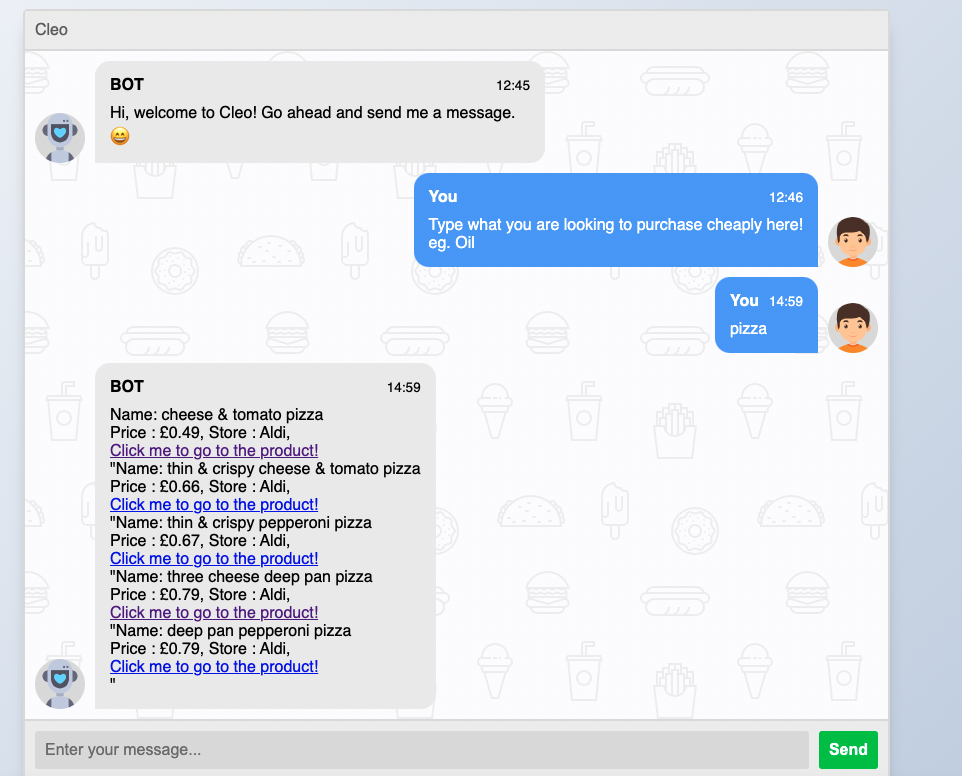 Cleo
BOT 12:45
Hi, welcome to Cleo! Go ahead and send me a message.
😄
You 12:46
Type what you are looking to purchase cheaply here!
eg. Oil
You 14:59
pizza
BOT 14:59
Name: cheese & tomato pizza
Price : £0.49, Store : Aldi,
Click me to go to the product!
"Name: thin & crispy cheese & tomato pizza
Price : £0.66, Store : Aldi,
Click me to go to the product!
"Name: thin & crispy pepperoni pizza
Price : £0.67, Store : Aldi,
Click me to go to the product!
"Name: three cheese deep pan pizza
Price : £0.79, Store : Aldi,
Click me to go to the product!
"Name: deep pan pepperoni pizza
Price : £0.79, Store : Aldi,
Click me to go to the product!
"
Enter your message... Send